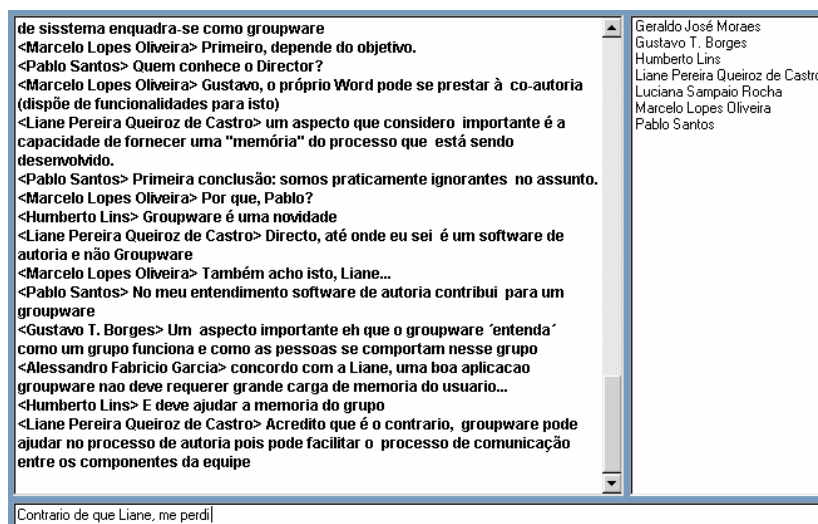 de sisstema enquadra-se como groupware
<Marcelo Lopes Oliveira> Primeiro, depende do objetivo.
<Pablo Santos> Quem conhece o Director?
<Marcelo Lopes Oliveira> Gustavo, o próprio Word pode se prestar à  co-autoria
(dispõe de funcionalidades para isto)
<Liane Pereira Queiroz de Castro> um aspecto que considero  importante é a
capacidade de fornecer uma "memória" do processo que  está sendo
desenvolvido.
<Pablo Santos> Primeira conclusão: somos praticamente ignorantes  no assunto.
<Marcelo Lopes Oliveira> Por que, Pablo?
<Humberto Lins> Groupware é uma novidade
<Liane Pereira Queiroz de Castro> Directo, até onde eu sei  é um software de
autoria e não Groupware
<Marcelo Lopes Oliveira> Também acho isto, Liane...
<Pablo Santos> No meu entendimento software de autoria contribui  para um
groupware
<Gustavo T. Borges> Um  aspecto importante eh que o groupware ´entenda´
como um grupo funciona e como as pessoas se comportam nesse grupo
<Alessandro Fabricio Garcia> concordo com a Liane, uma boa aplicacao
groupware nao deve requerer grande carga de memoria do usuario...
<Humberto Lins> E deve ajudar a memoria do grupo
<Liane Pereira Queiroz de Castro> Acredito que é o contrario,  groupware pode
ajudar no processo de autoria pois pode facilitar o  processo de comunicação
entre os componentes da equipe
Geraldo José Moraes
Gustavo T. Borges
Humberto Lins
Liane Pereira Queiroz de Castro
Luciana Sampaio Rocha
Marcelo Lopes Oliveira
Pablo Santos
Contrario de que Liane, me perdi